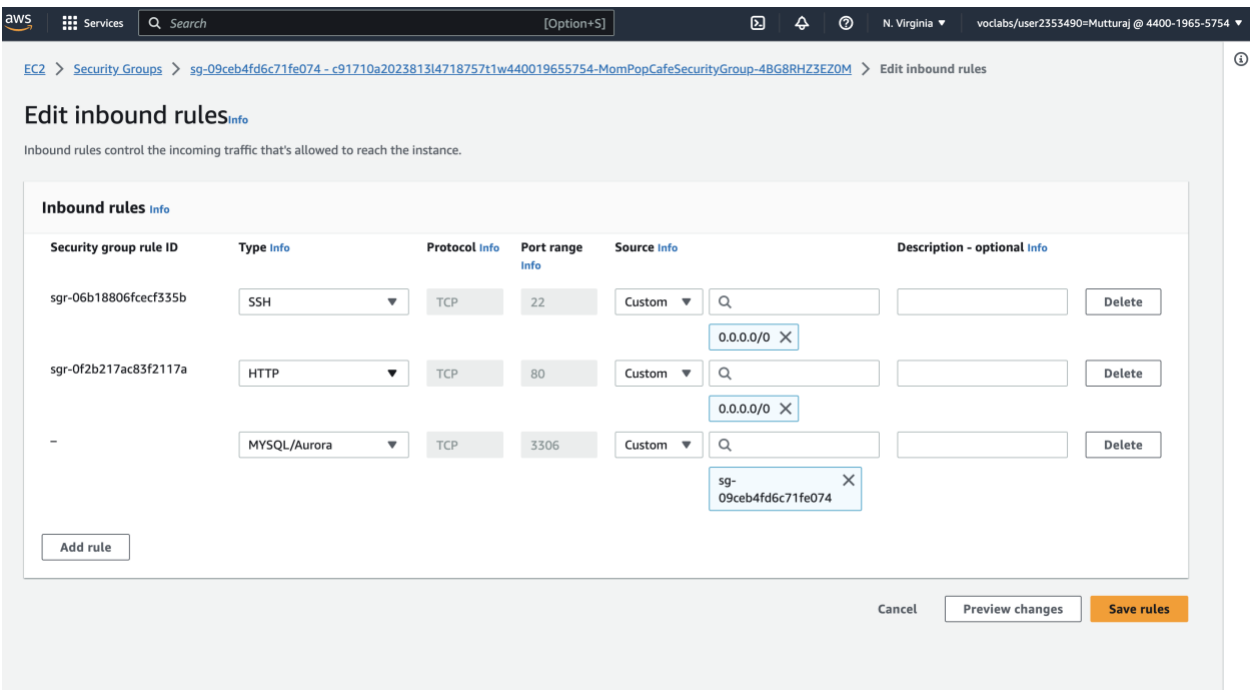 aws Services Search [Option+S] N. Virginia ▼ voclabs/user2353490=Mutturaj @ 4400-1965-5754 ▼
EC2 > Security Groups > sg-09ceb4fd6c71fe074 - c91710a2023813l4718757t1w440019655754-MomPopCafeSecurityGroup-4BG8RHZ3EZ0M > Edit inbound rules
Edit inbound rules Info
Inbound rules control the incoming traffic that's allowed to reach the instance.
Inbound rules Info
Security group rule ID Type Info Protocol Info Port range Source Info Description - optional Info
Info
sgr-06b18806fcecf335b SSH TCP 22 Custom Delete
0.0.0.0/0
sgr-0f2b217ac83f2117a HTTP TCP 80 Custom Delete
0.0.0.0/0
– MYSQL/Aurora TCP 3306 Custom Delete
sg-
09ceb4fd6c71fe074
Add rule
Cancel Preview changes Save rules